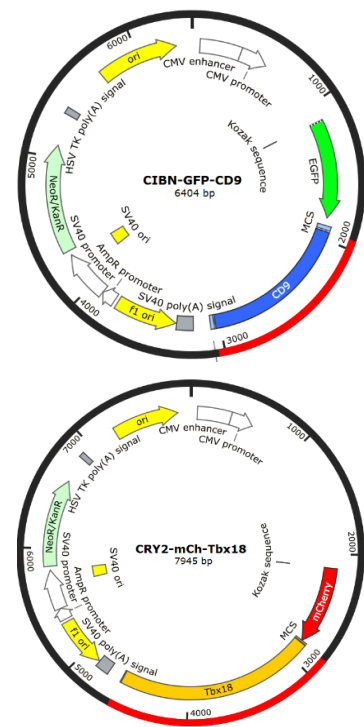 6000
ori
CMV enhancer
CMV promoter
1000
HSV TK poly(A) signal
Kozak sequence
5000
CIBN-GFP-CD9
6404 bp
EGFP
NeoR/KanR
SV40 ori
MCS
2000
SV40 promoter
AmpR promoter
SV40 poly(A) signal
CD9
4000
f1 ori
3000
ori
CMV enhancer
CMV promoter
7000
1000
HSV TK poly(A) signal
NeoR/KanR
Kozak sequence
6000
CRY2-mCh-Tbx18
7945 bp
2000
SV40 ori
SV40 promoter
AmpR promoter
mCherry
MCS
f1 ori
SV40 poly(A) signal
3000
5000
Tbx18
4000